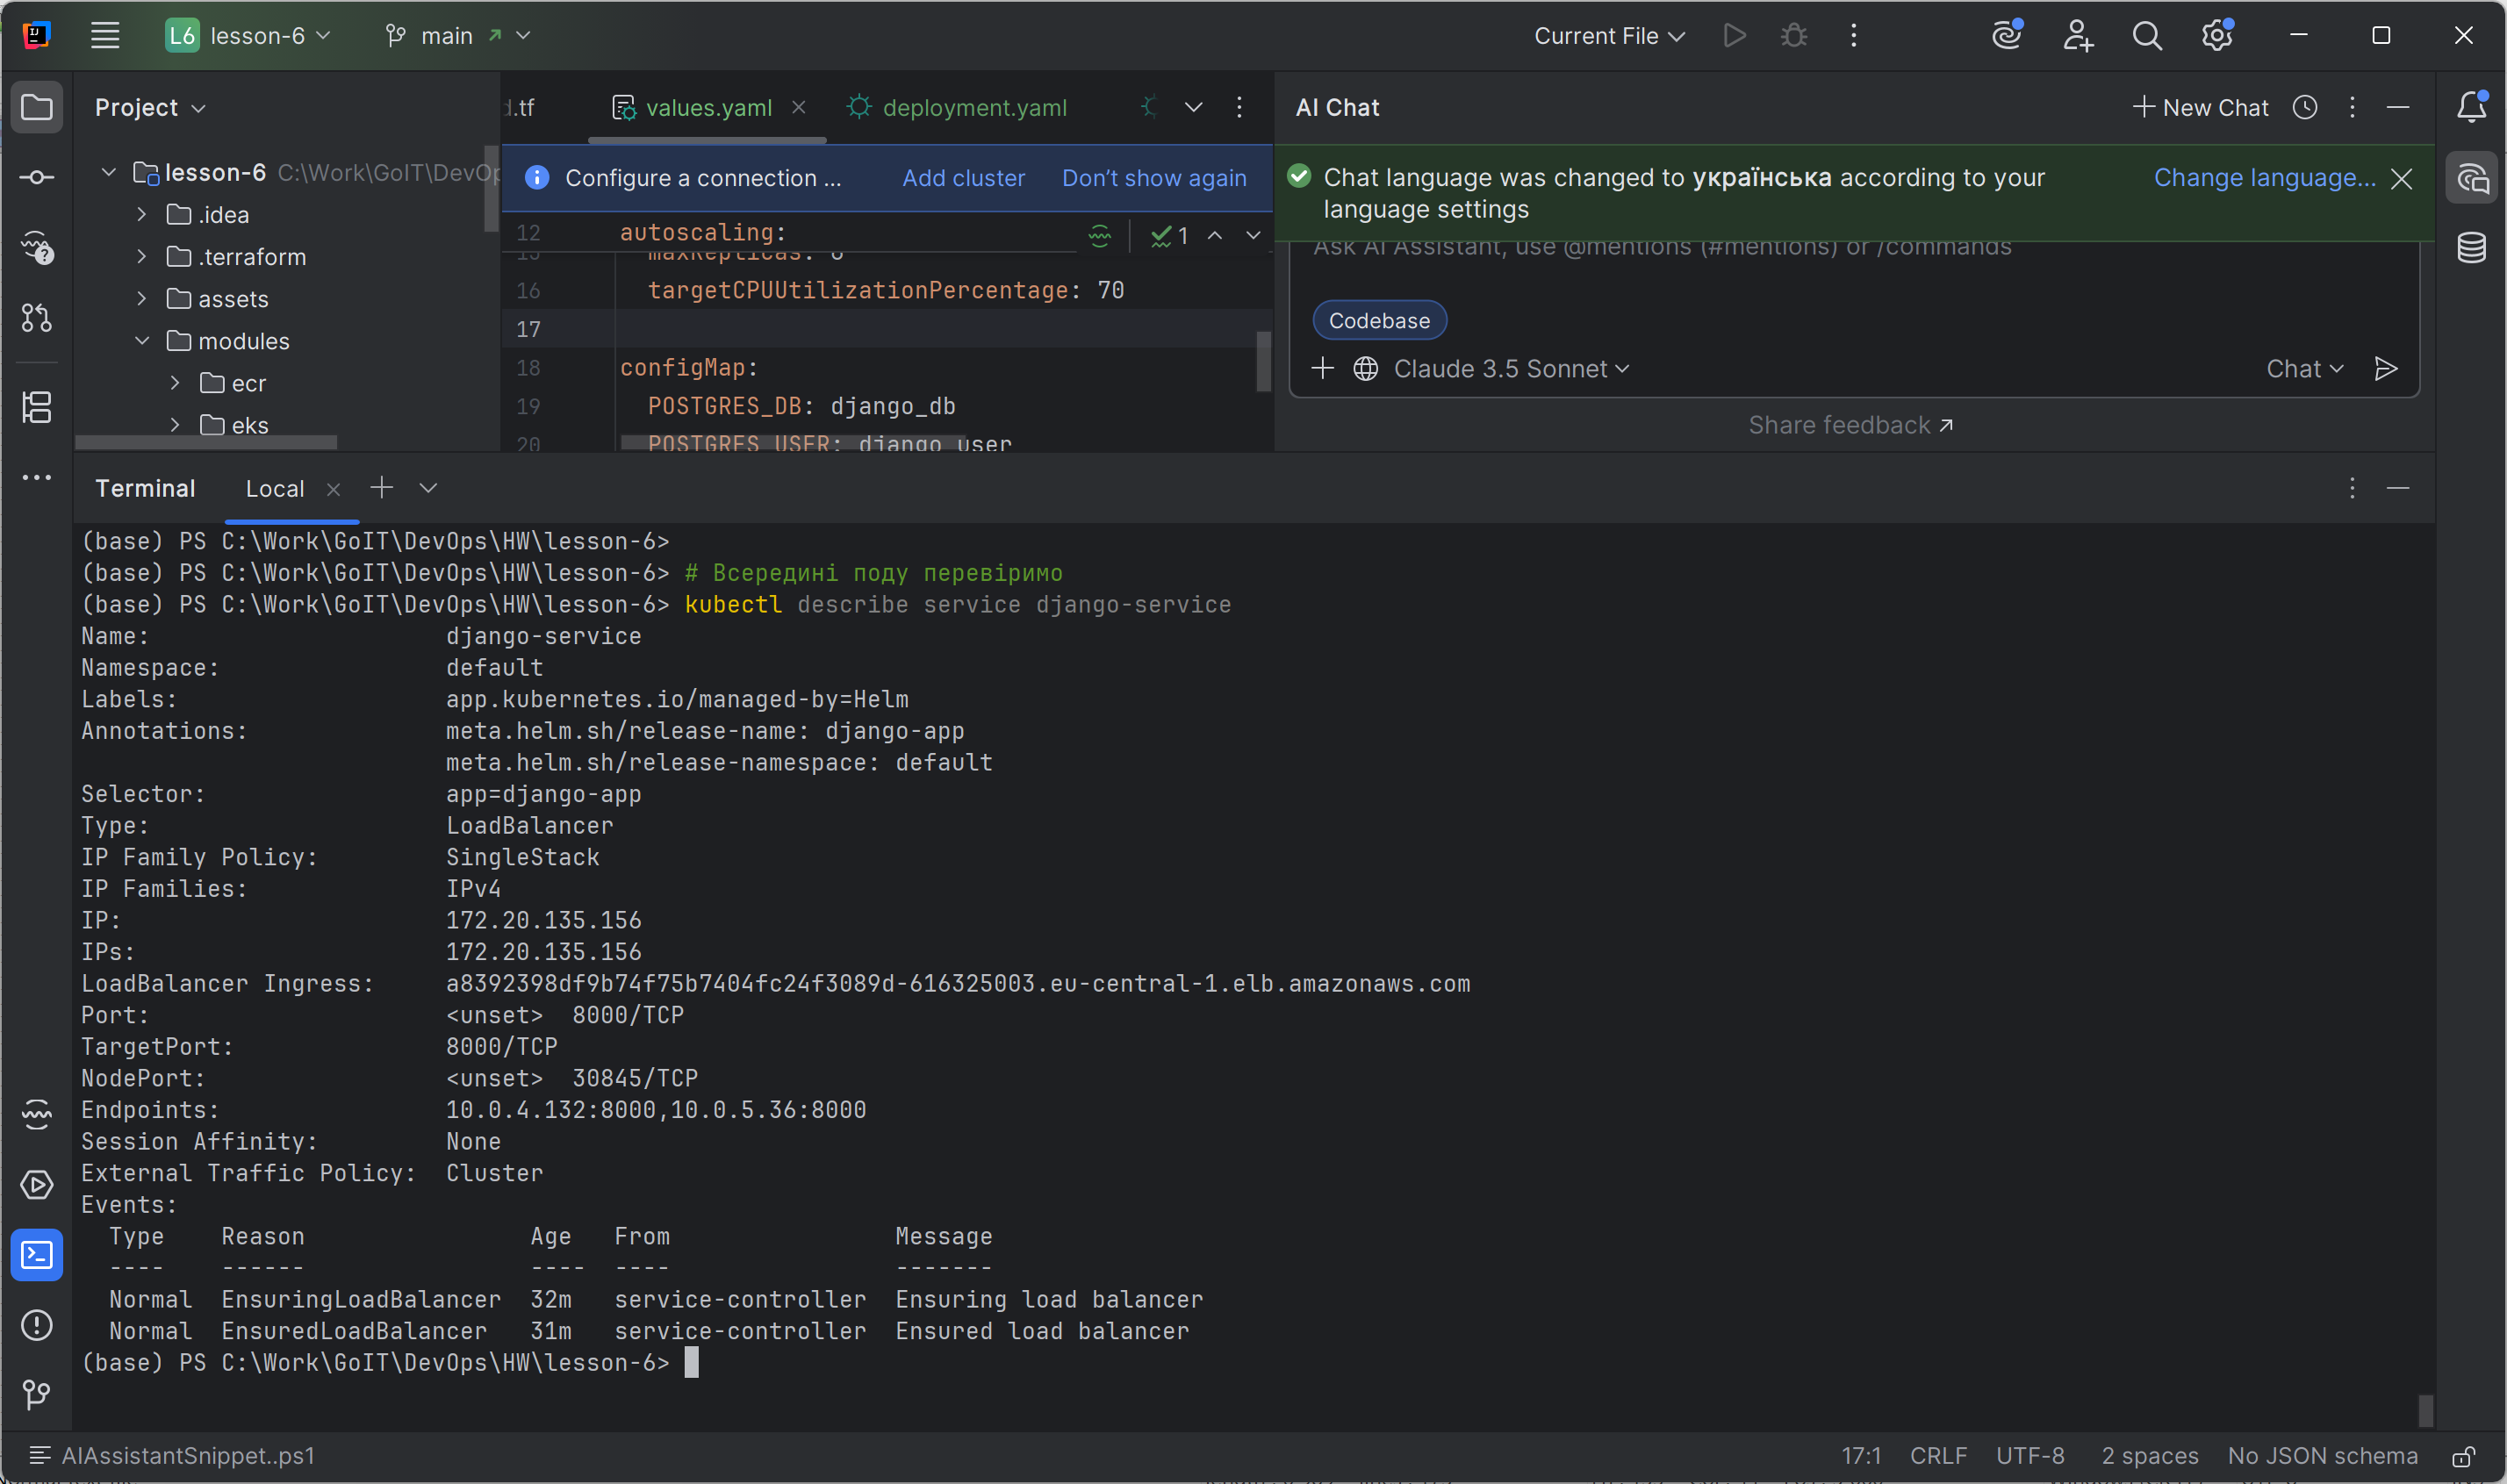 L6 lesson-6 main Current File
Project
.tf values.yaml deployment.yaml
AI Chat New Chat
lesson-6 C:\Work\GoIT\DevOps
.idea
.terraform
assets
modules
ecr
eks
Configure a connection ... Add cluster Don't show again
12 autoscaling: 1
maxReplicas: 6
16 targetCPUUtilizationPercentage: 70
17
18 configMap:
19 POSTGRES_DB: django_db
20 POSTGRES_USER: django_user
Chat language was changed to українська according to your Change language...
language settings
Ask AI Assistant, use @mentions (#mentions) or /commands
Codebase
Claude 3.5 Sonnet Chat
Share feedback
Terminal Local
(base) PS C:\Work\GoIT\DevOps\HW\lesson-6>
(base) PS C:\Work\GoIT\DevOps\HW\lesson-6> # Всередині поду перевіримо
(base) PS C:\Work\GoIT\DevOps\HW\lesson-6> kubectl describe service django-service
Name: django-service
Namespace: default
Labels: app.kubernetes.io/managed-by=Helm
Annotations: meta.helm.sh/release-name: django-app
meta.helm.sh/release-namespace: default
Selector: app=django-app
Type: LoadBalancer
IP Family Policy: SingleStack
IP Families: IPv4
IP: 172.20.135.156
IPs: 172.20.135.156
LoadBalancer Ingress: a8392398df9b74f75b7404fc24f3089d-616325003.eu-central-1.elb.amazonaws.com
Port: <unset> 8000/TCP
TargetPort: 8000/TCP
NodePort: <unset> 30845/TCP
Endpoints: 10.0.4.132:8000,10.0.5.36:8000
Session Affinity: None
External Traffic Policy: Cluster
Events:
Type Reason Age From Message
---- ------ ---- ---- -------
Normal EnsuringLoadBalancer 32m service-controller Ensuring load balancer
Normal EnsuredLoadBalancer 31m service-controller Ensured load balancer
(base) PS C:\Work\GoIT\DevOps\HW\lesson-6>
AIAssistantSnippet..ps1 17:1 CRLF UTF-8 2 spaces No JSON schema